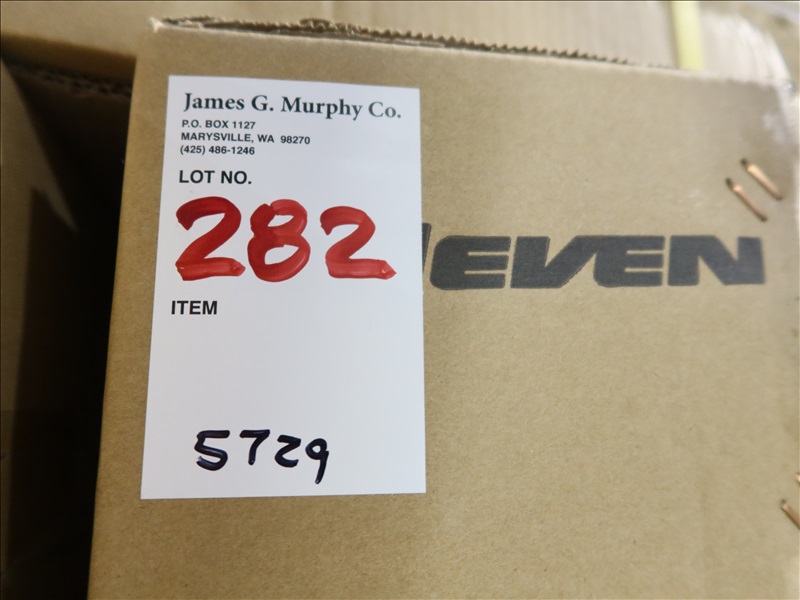 James G. Murphy Co.
P.O. BOX 1127
MARYSVILLE, WA 98270
(425) 486-1246
LOT NO.
282
EVEN
ITEM
5729